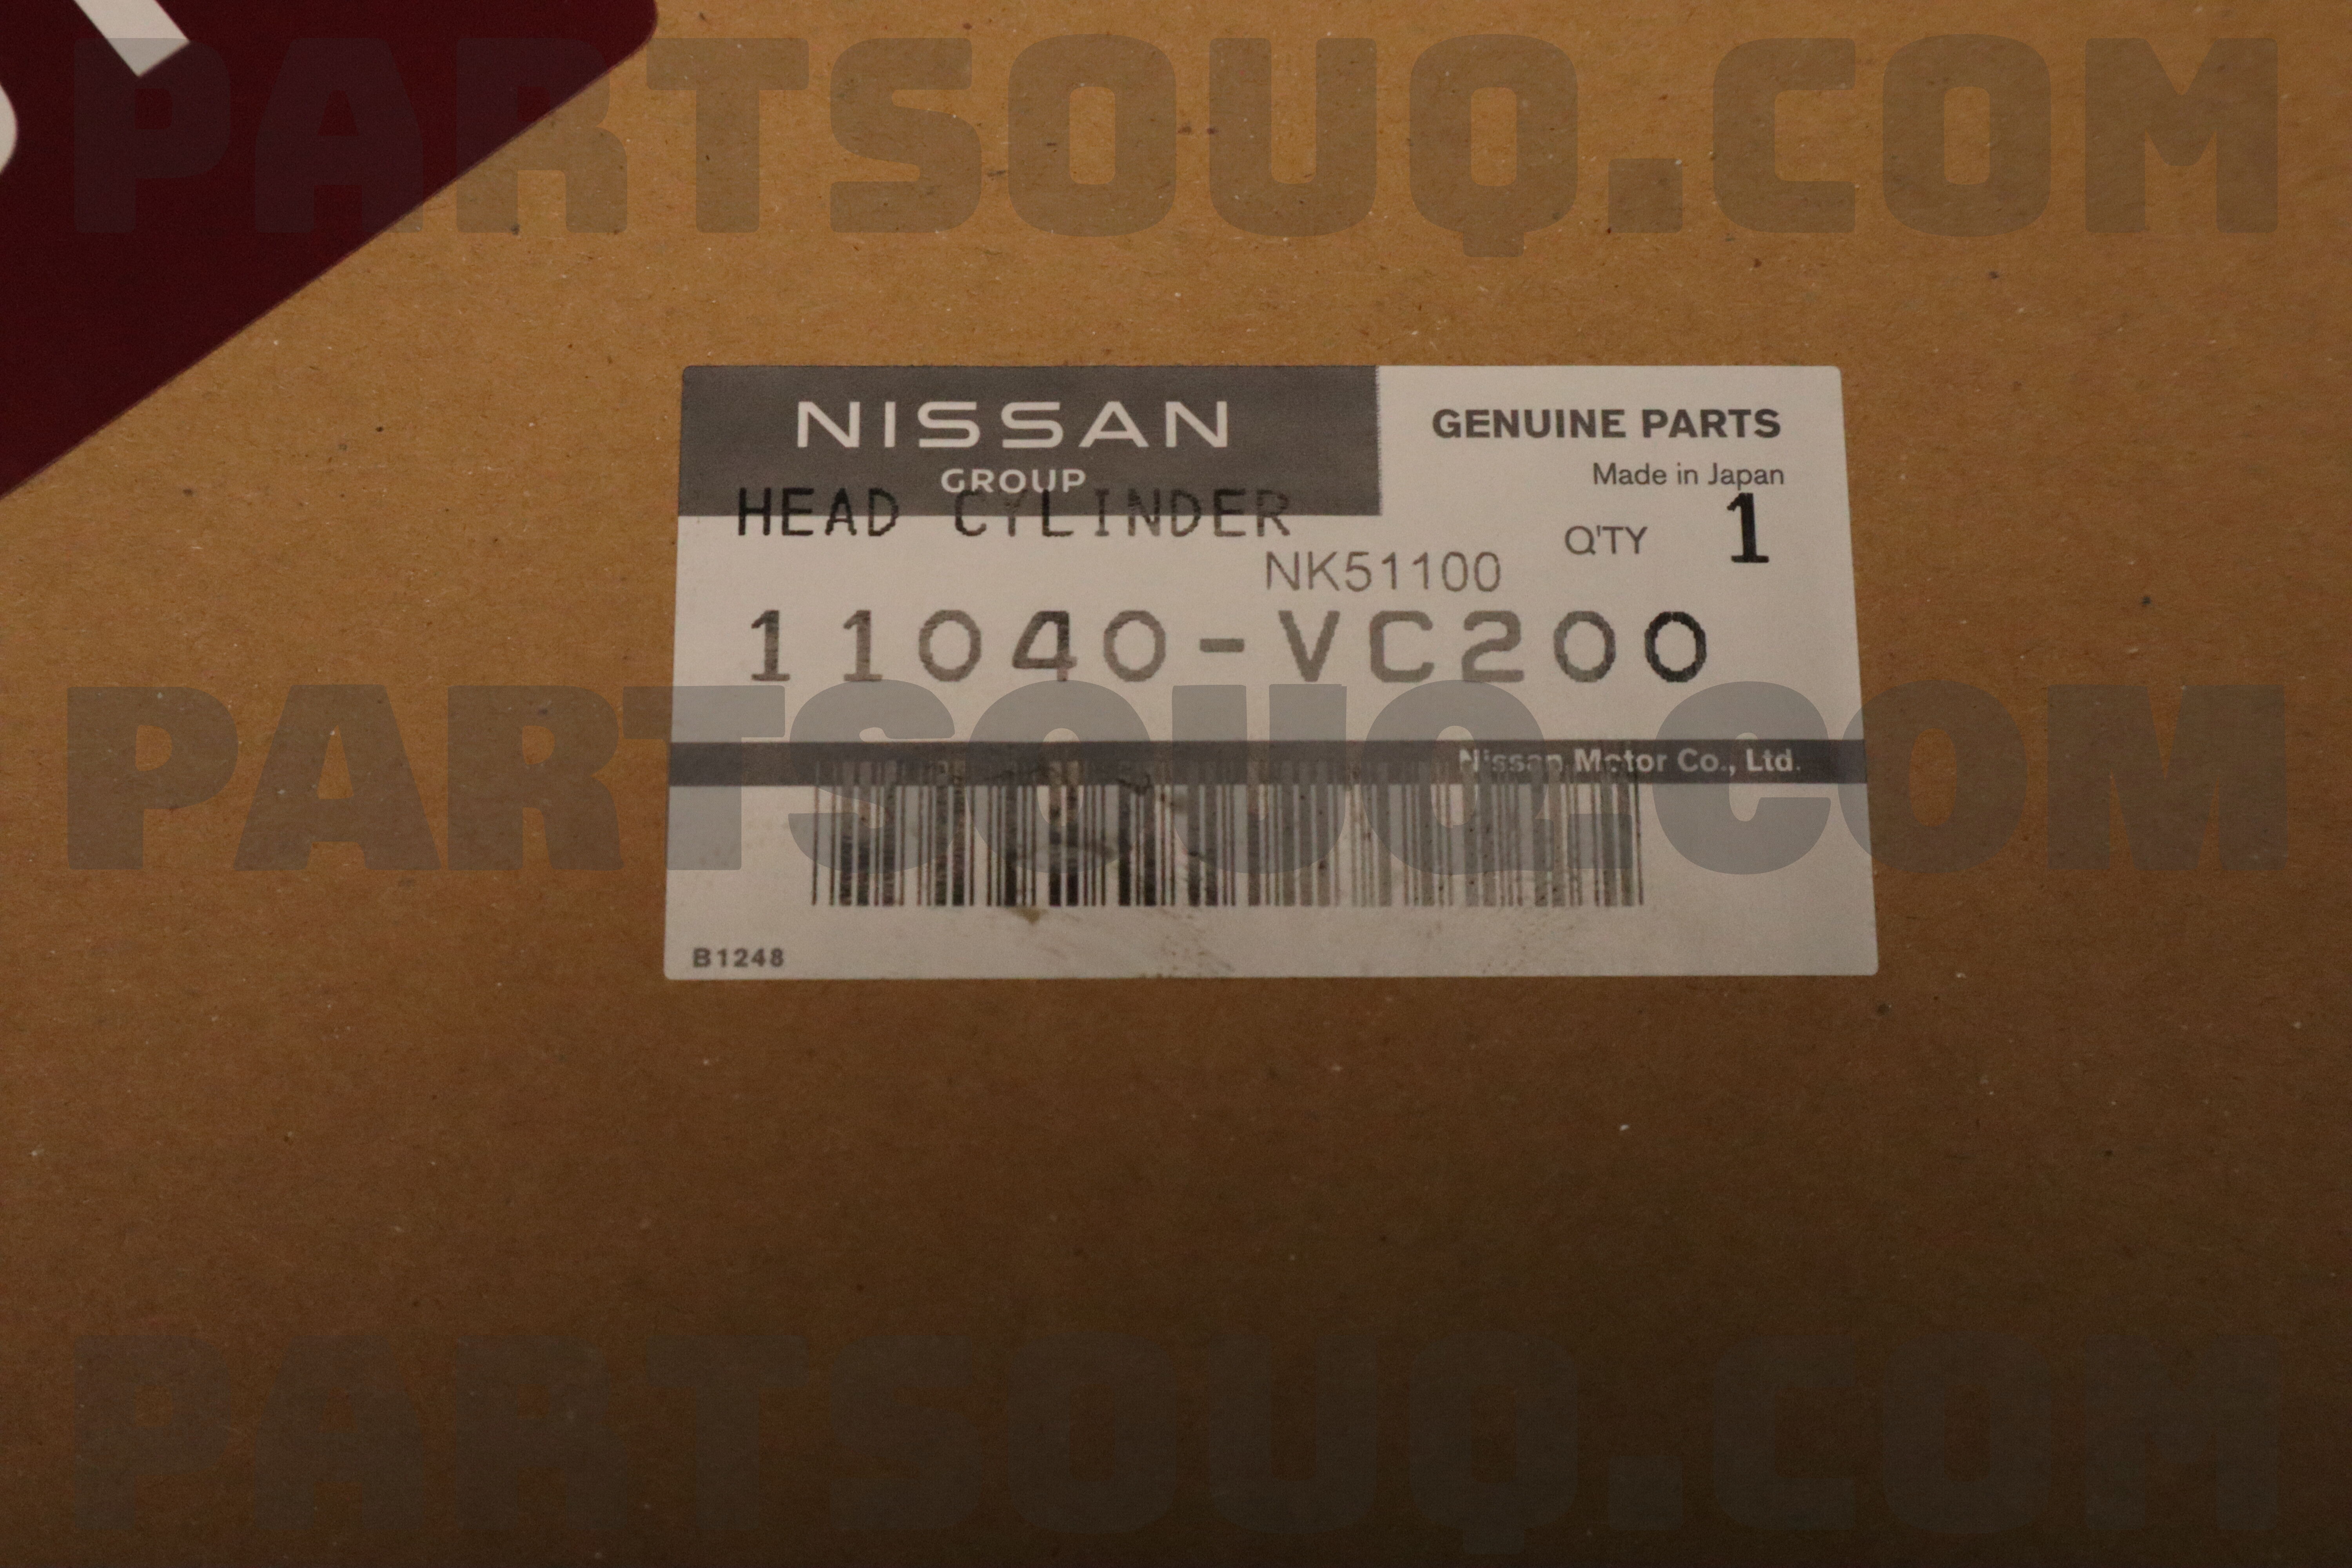 PARTSOUQ.COM
NISSAN
GROUP
GENUINE PARTS
Made in Japan
HEAD CYLINDER
Q'TY 1
NK51100
11040-VC200
PARTSOUQ.COM
Nissan Motor Co., Ltd.
B1248
PARTSOUQ.COM